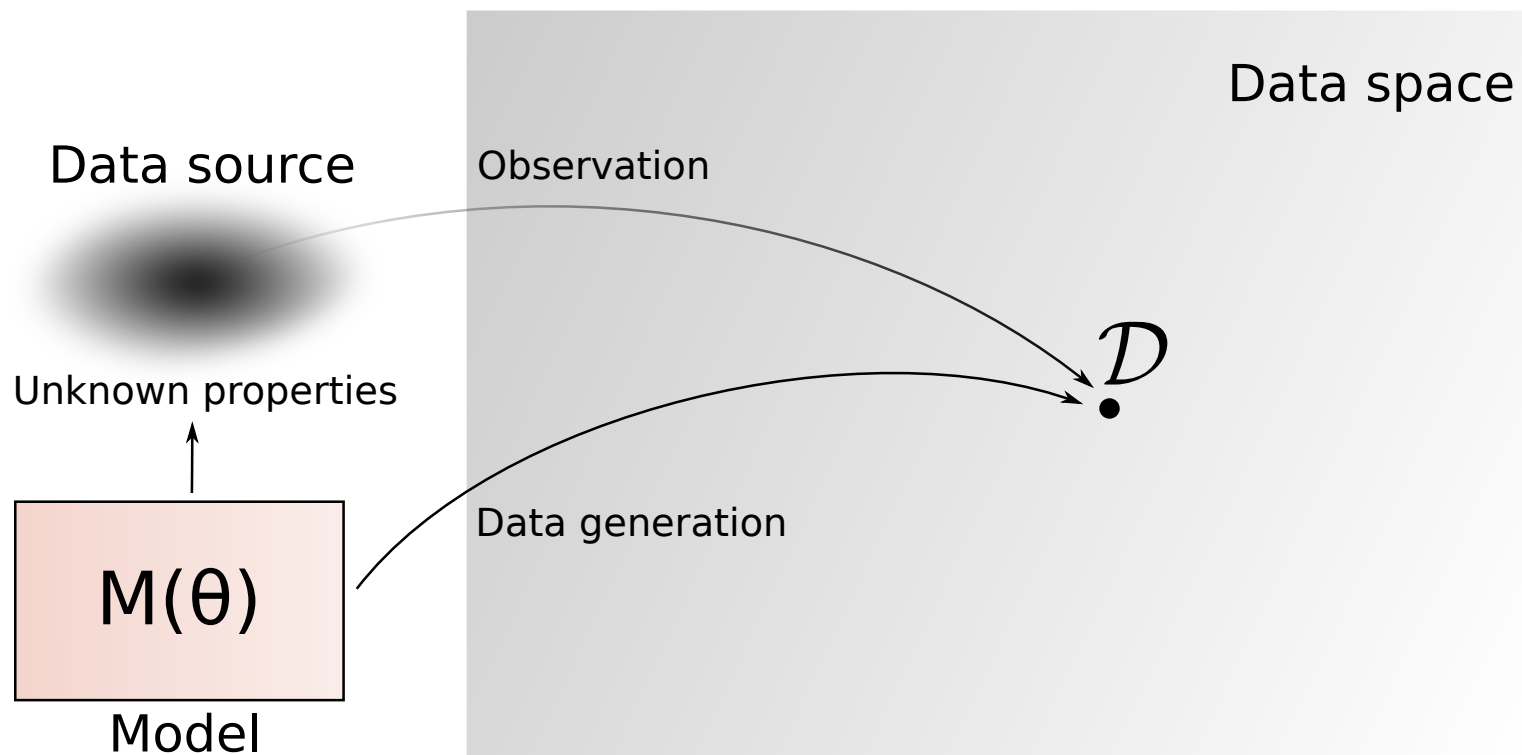 Data space
Data source
Observation
𝒟
Unknown properties
Data generation
M(θ)
Model